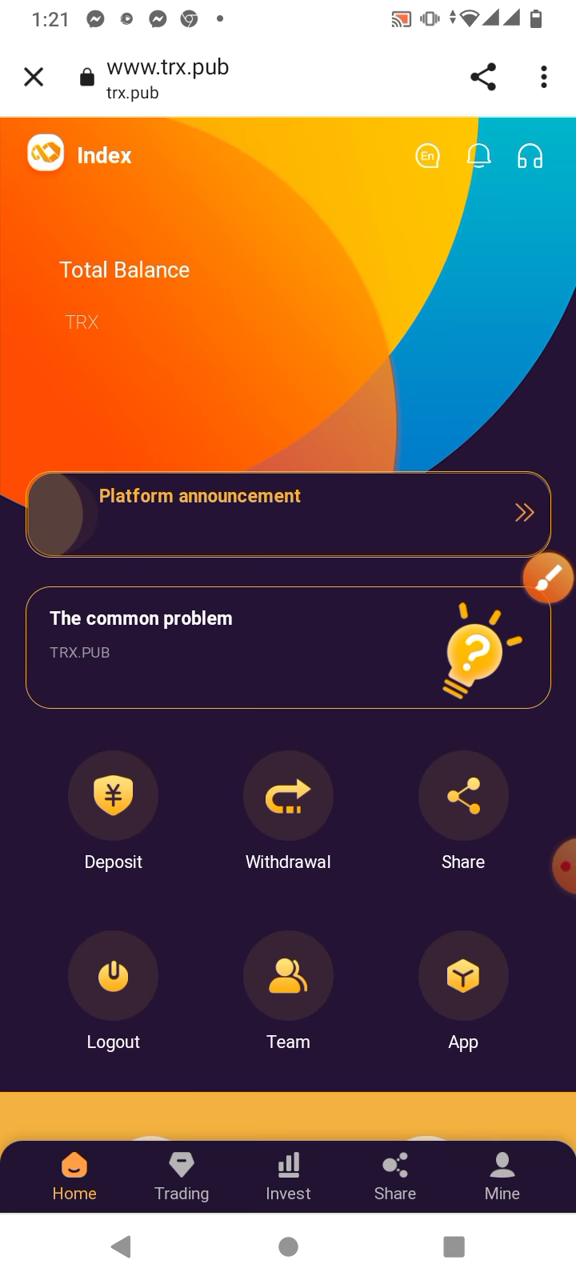 1:21
www.trx.pub
trx.pub
Index
En
Total Balance
TRX
Platform announcement
The common problem
TRX.PUB
Deposit
Withdrawal
Share
Logout
Team
App
Home
Trading
Invest
Share
Mine